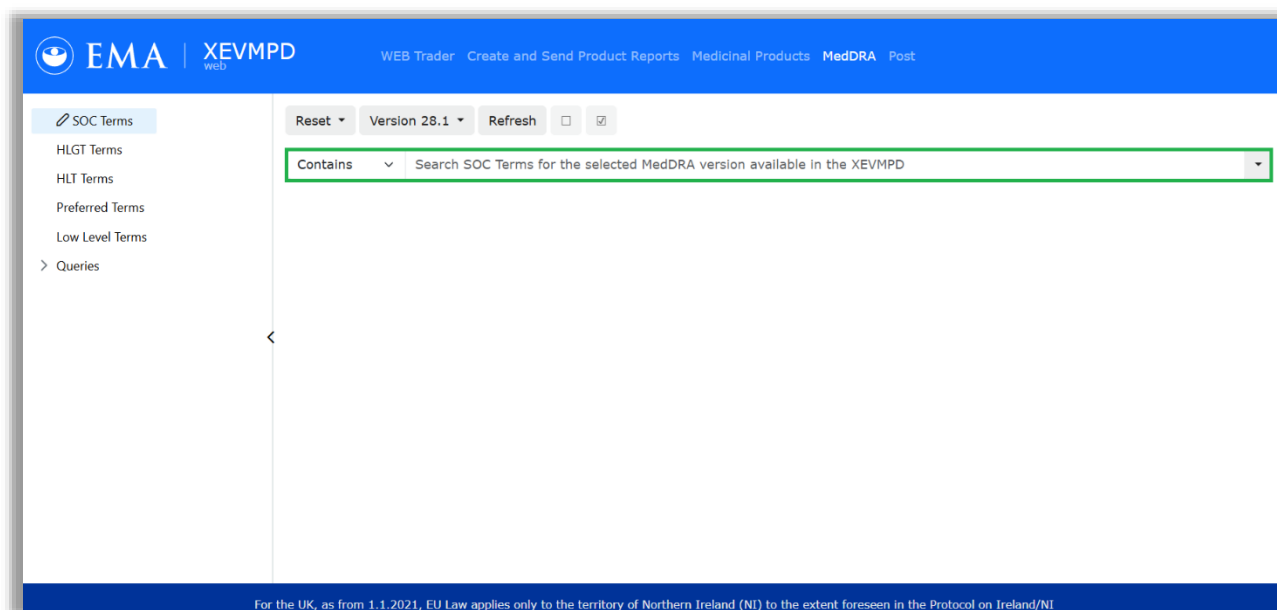 EMA | XEVMPD
web
WEB Trader Create and Send Product Reports Medicinal Products MedDRA Post
SOC Terms
HLGT Terms
HLT Terms
Preferred Terms
Low Level Terms
Queries
Reset Version 28.1 Refresh
Contains Search SOC Terms for the selected MedDRA version available in the XEVMPD
For the UK, as from 1.1.2021, EU Law applies only to the territory of Northern Ireland (NI) to the extent foreseen in the Protocol on Ireland/NI